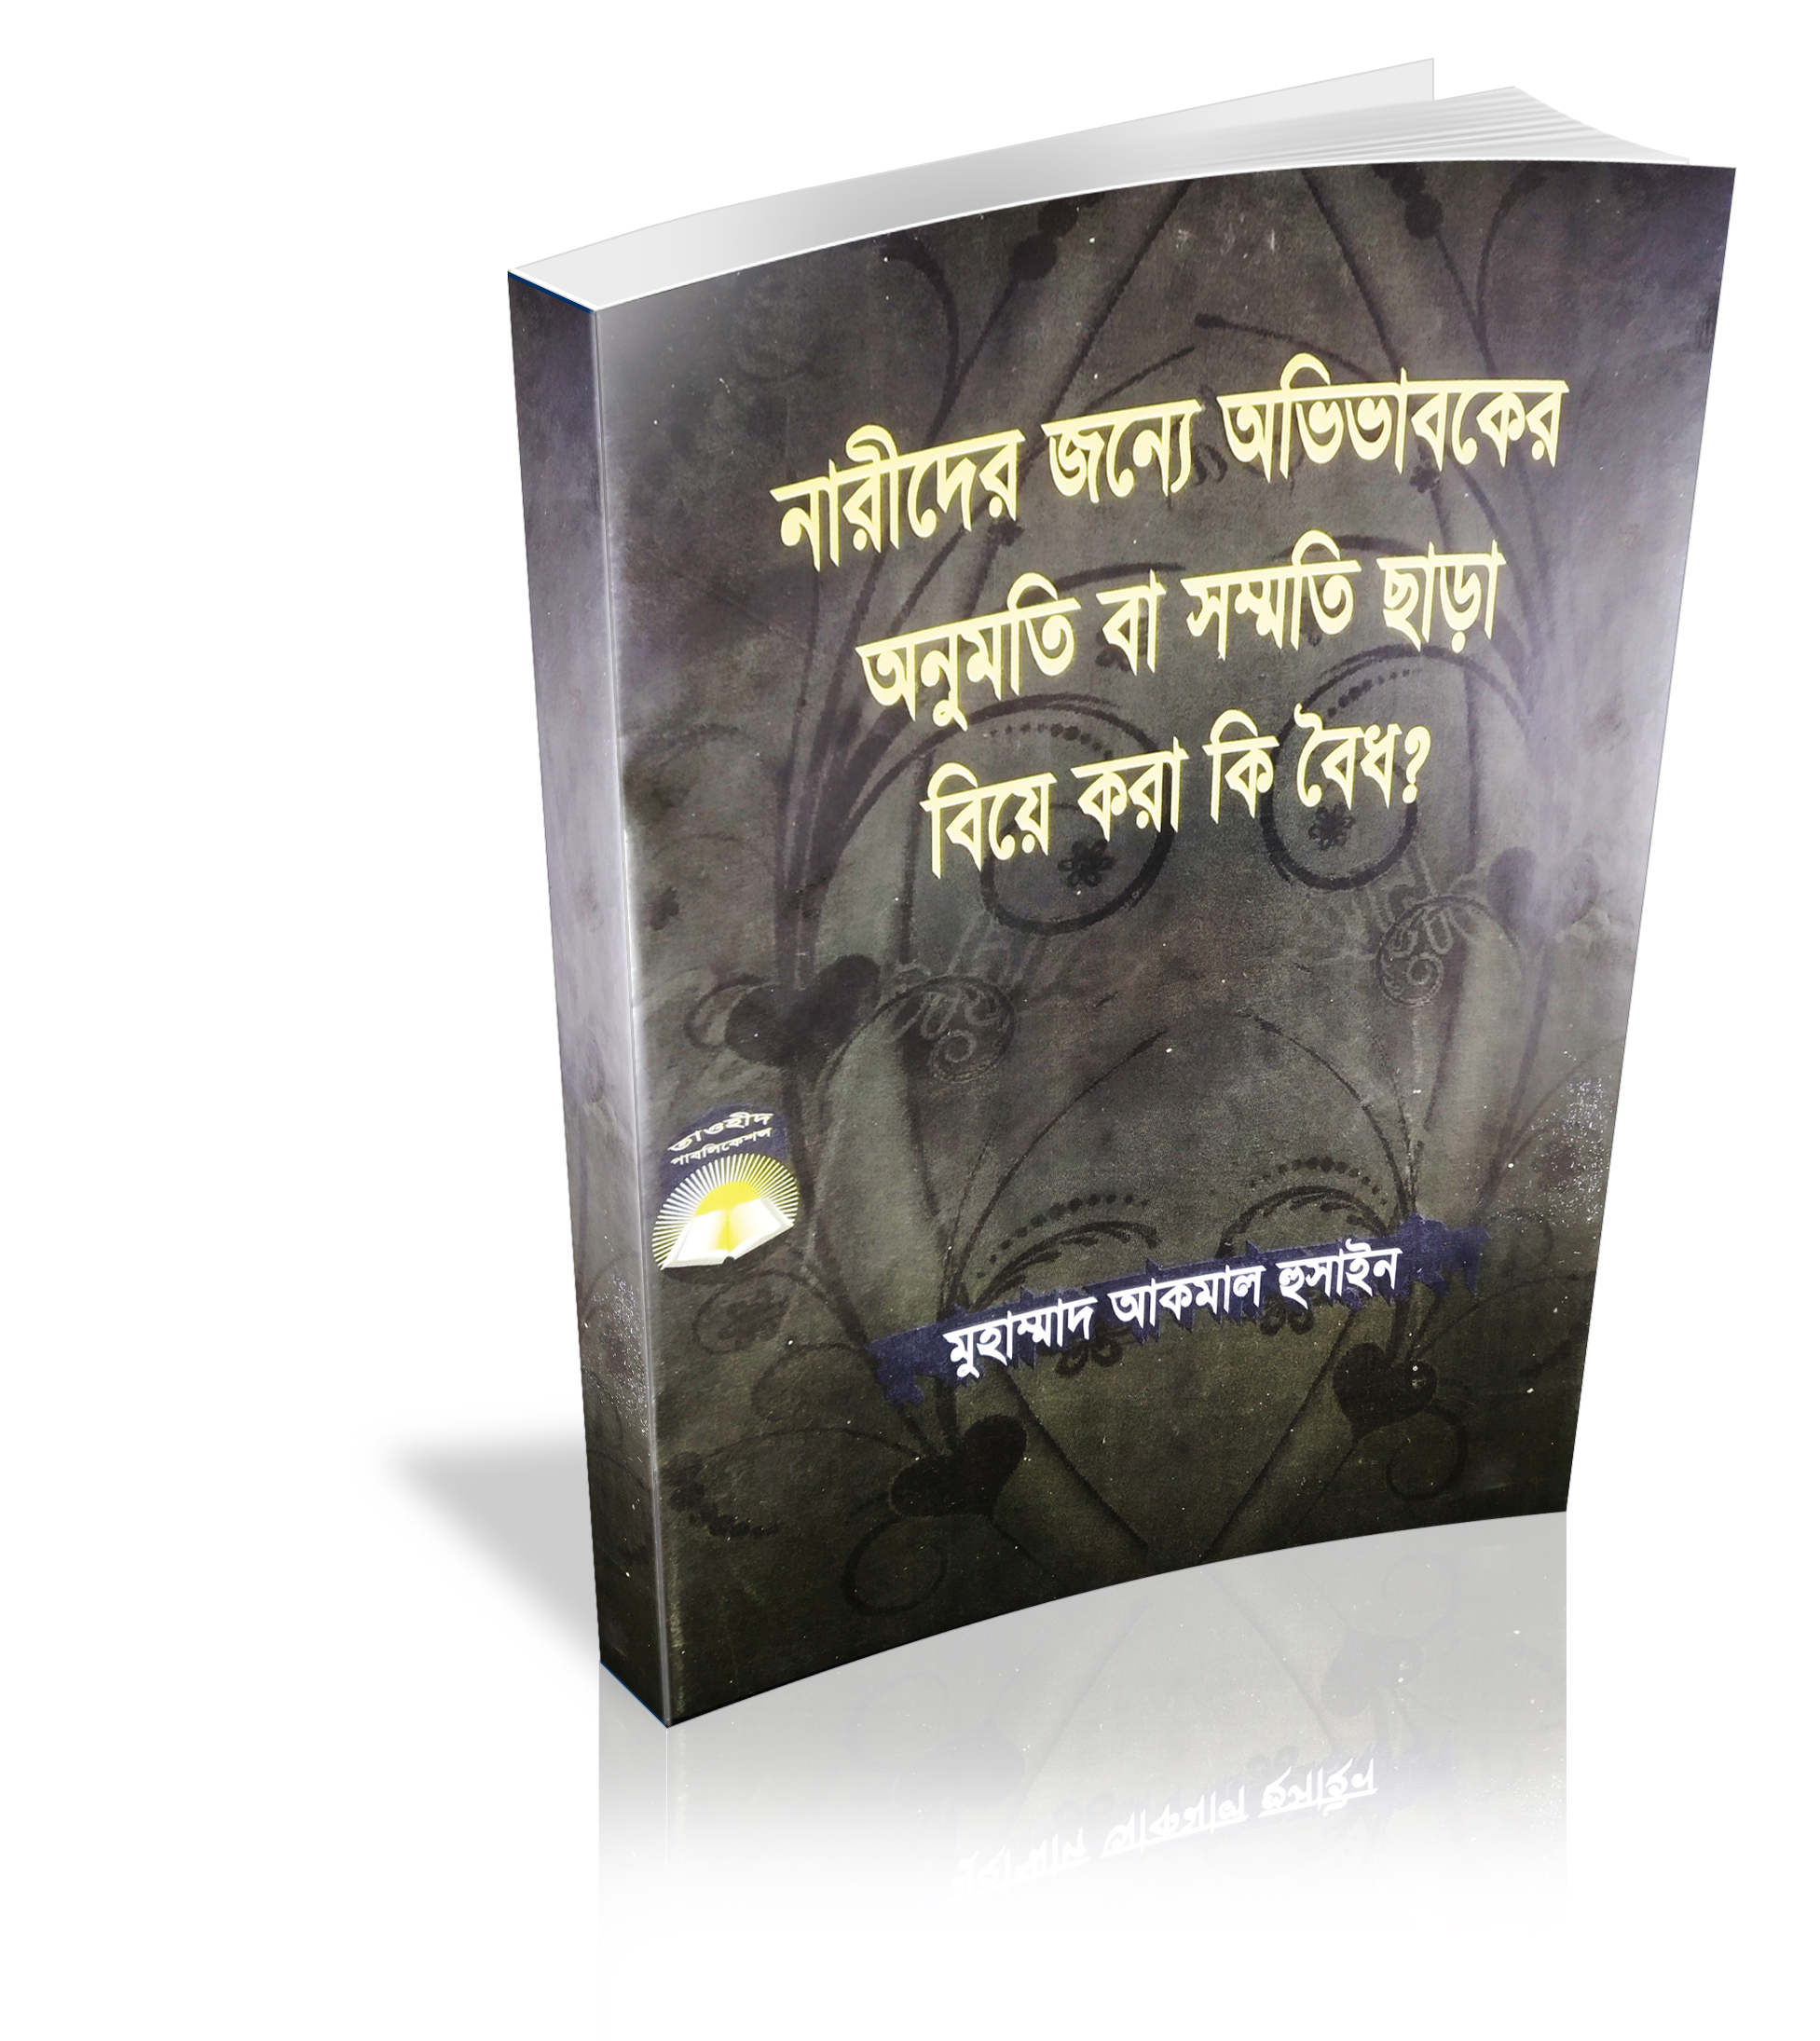 নারীদের জন্যে অভিভাবকের
অনুমতি বা সম্মতি ছাড়া
বিয়ে করা কি বৈধ?
তাওহীদ
পাবলিকেশন্স
মুহাম্মাদ আকমাল হুসাইন